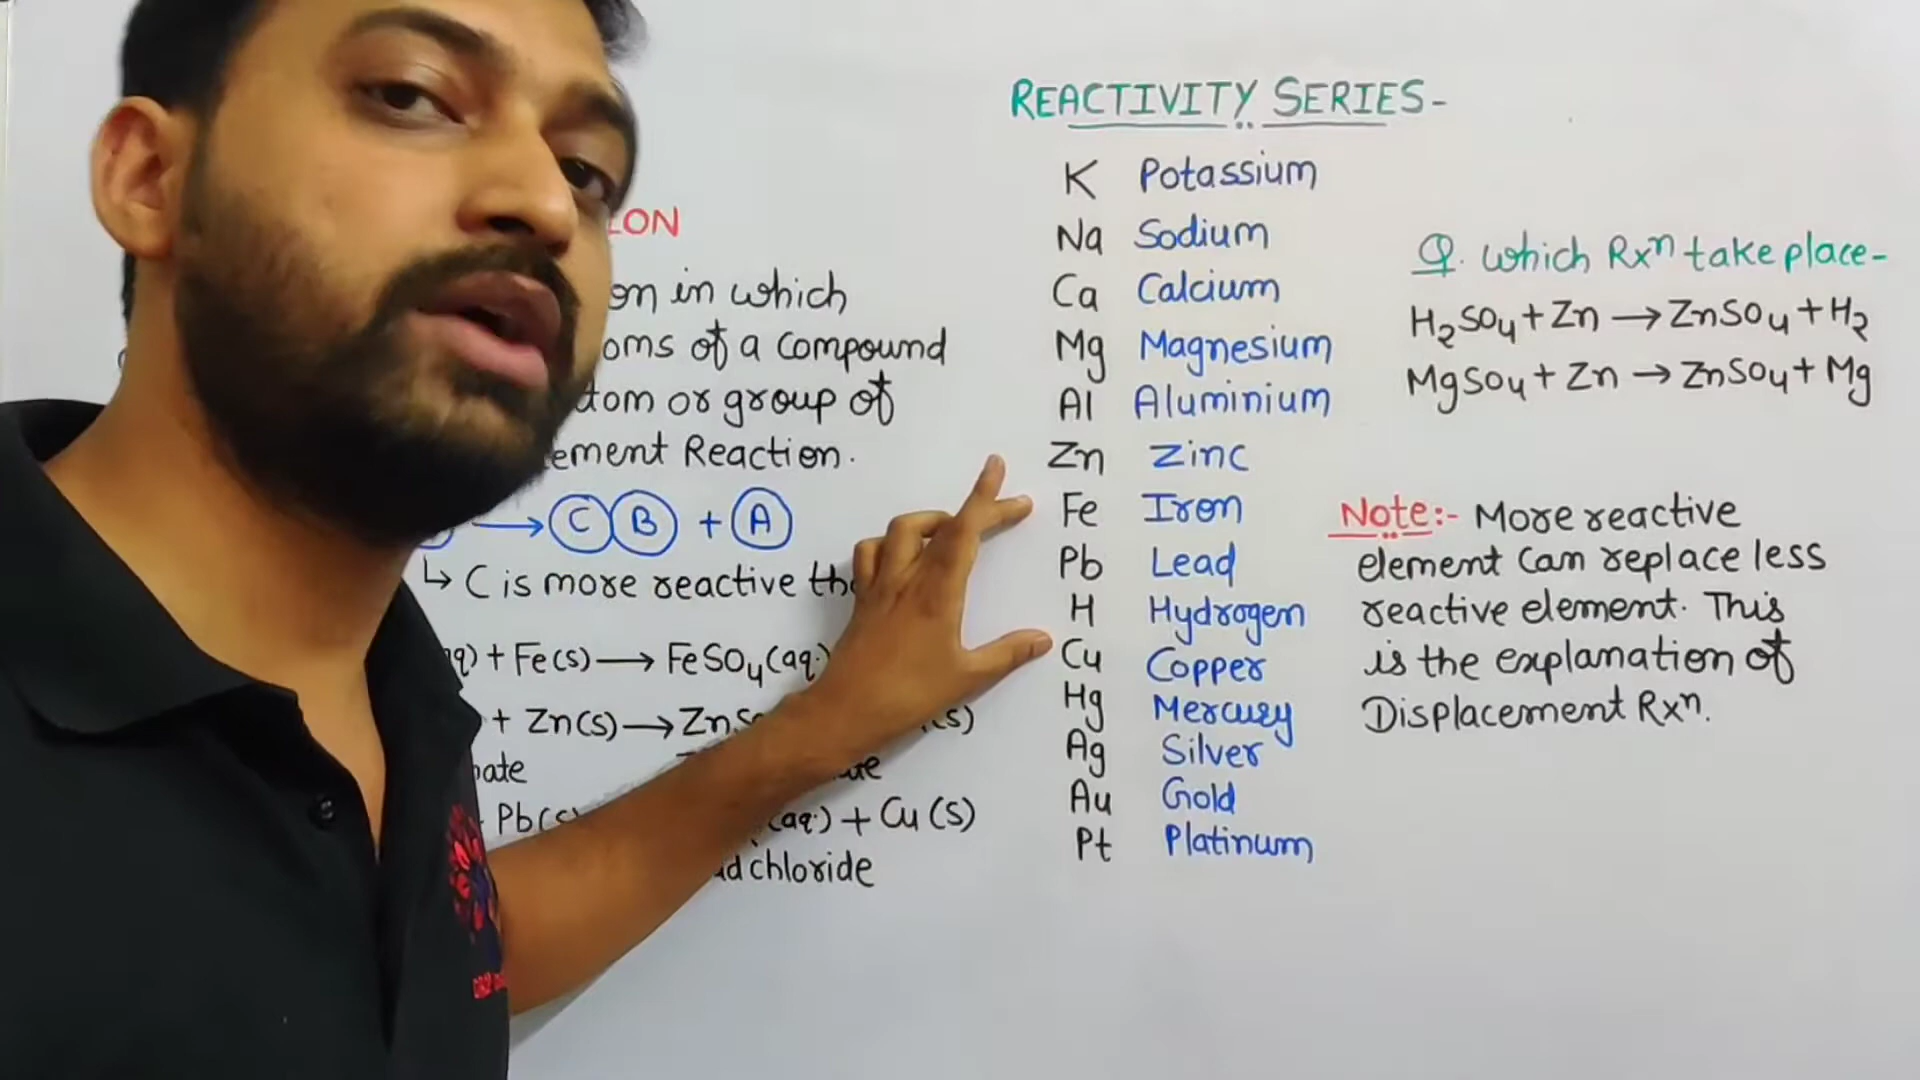 ION
on in which
oms of a compound
tom or group of
ement Reaction.
→ C B + A
↳ C is more reactive th
q) + Fe(s) → FeSO4(aq.)
+ Zn(s) → ZnS (s)
ate
Pb(s) (aq.) + Cu(s)
ad chloride
REACTIVITY SERIES-
K Potassium
Na Sodium
Ca Calcium
Mg Magnesium
Al Aluminium
Zn Zinc
Fe Iron
Pb Lead
H Hydrogen
Cu Copper
Hg Mercury
Ag Silver
Au Gold
Pt Platinum
Q. which Rxn take place-
H2SO4 + Zn → ZnSO4 + H2
MgSO4 + Zn → ZnSO4 + Mg
Note:- More reactive
element can replace less
reactive element. This
is the explanation of
Displacement Rxn.